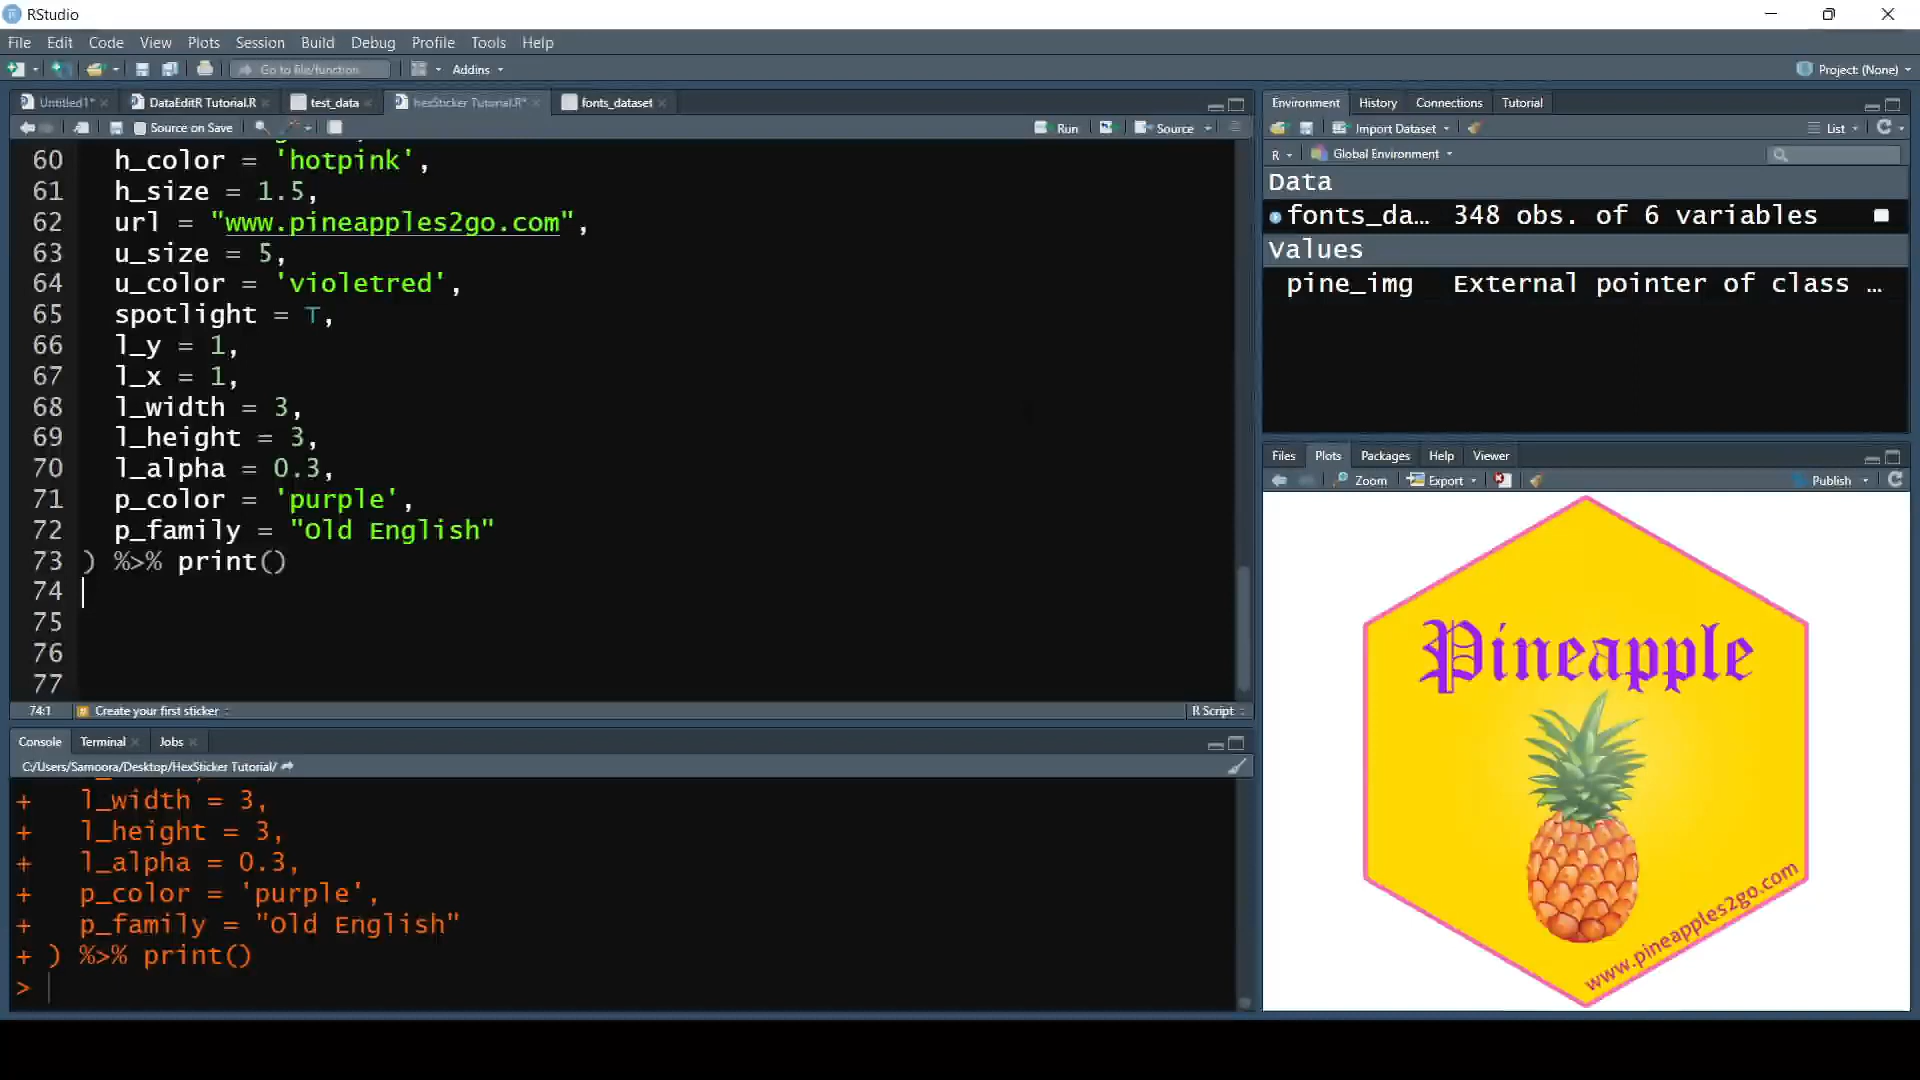 RStudio
File Edit Code View Plots Session Build Debug Profile Tools Help
Go to file/function Addins Project: (None)
Untitled1* DataEditR Tutorial.R test_data hexSticker Tutorial.R* fonts_dataset
Source on Save Run Source
60 h_color = 'hotpink',
61 h_size = 1.5,
62 url = "www.pineapples2go.com",
63 u_size = 5,
64 u_color = 'violetred',
65 spotlight = T,
66 l_y = 1,
67 l_x = 1,
68 l_width = 3,
69 l_height = 3,
70 l_alpha = 0.3,
71 p_color = 'purple',
72 p_family = "Old English"
73 ) %>% print()
74
75
76
77
74:1 Create your first sticker R Script
Console Terminal Jobs
C:/Users/Samoora/Desktop/HexSticker Tutorial/
+ l_width = 3,
+ l_height = 3,
+ l_alpha = 0.3,
+ p_color = 'purple',
+ p_family = "Old English"
+ ) %>% print()
>
Environment History Connections Tutorial
Import Dataset List
R Global Environment
Data
fonts_da… 348 obs. of 6 variables
Values
pine_img External pointer of class …
Files Plots Packages Help Viewer
Zoom Export Publish
Pineapple
www.pineapples2go.com